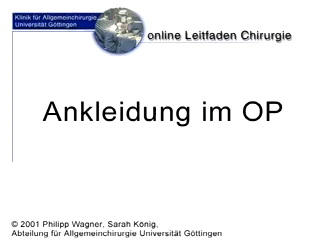 Klinik für Allgemeinchirurgie
Universität Göttingen
online Leitfaden Chirurgie
Ankleidung im OP
© 2001 Philipp Wagner, Sarah König,
Abteilung für Allgemeinchirurgie Universität Göttingen